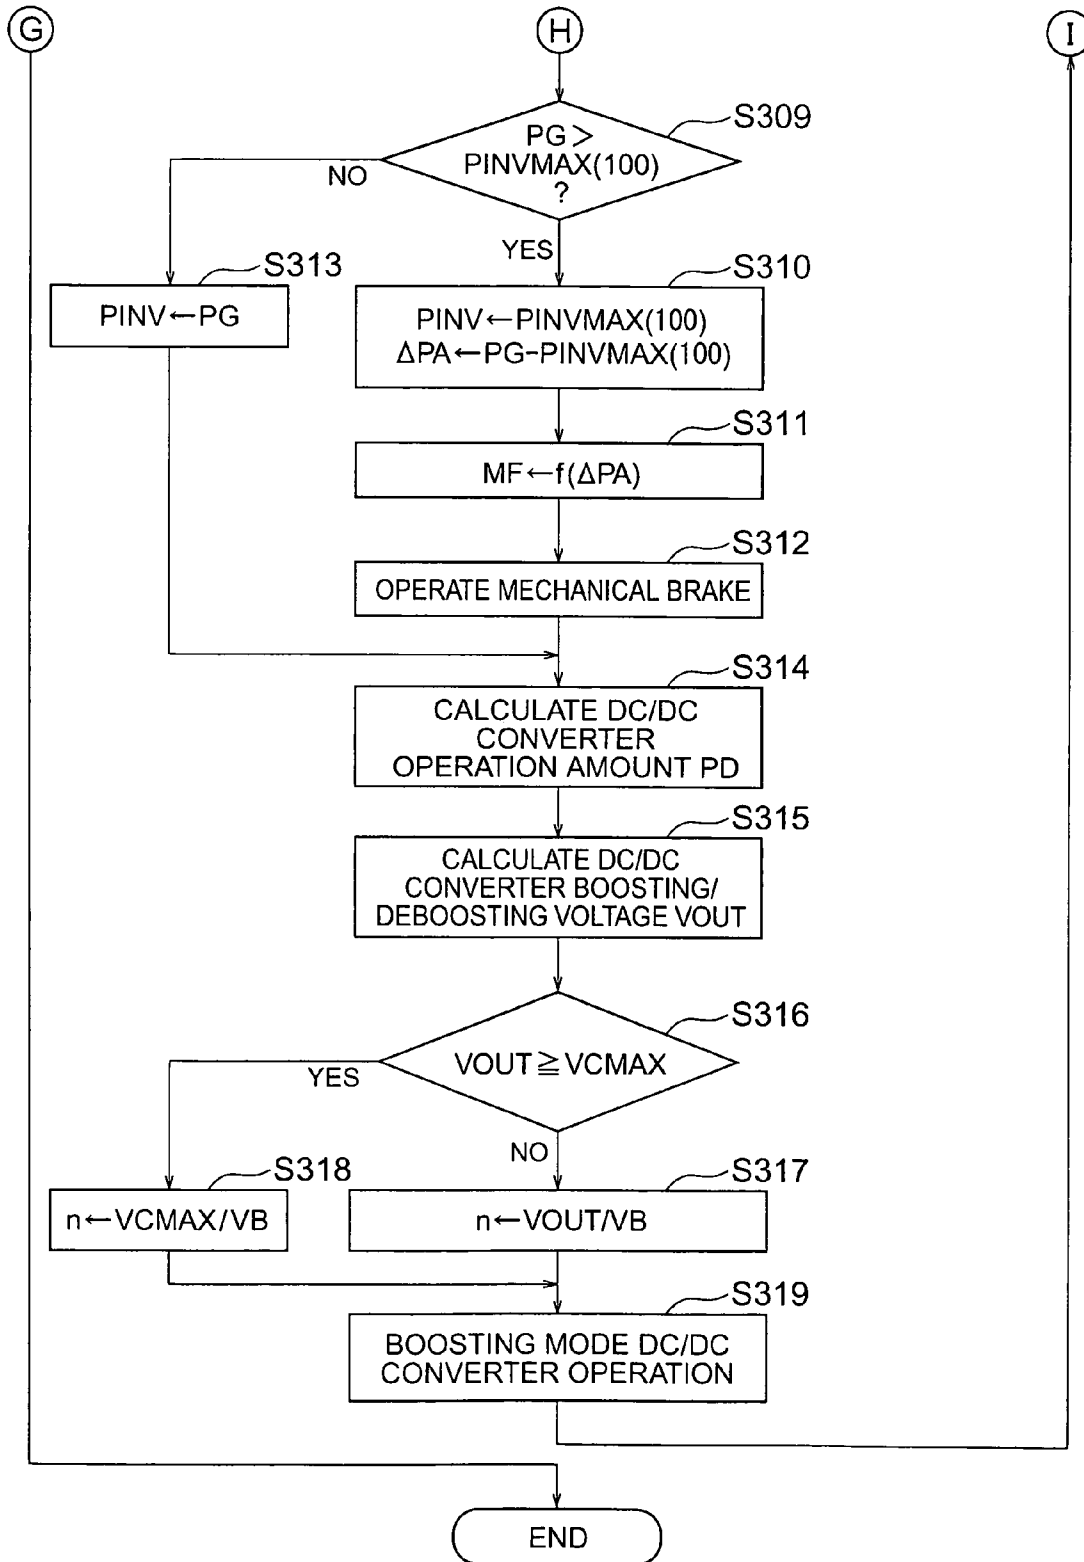 G
H
I
S309
PG >
PINVMAX(100)
?
NO
YES
S313
PINV←PG
S310
PINV←PINVMAX(100)
ΔPA←PG-PINVMAX(100)
S311
MF←f(ΔPA)
S312
OPERATE MECHANICAL BRAKE
S314
CALCULATE DC/DC
CONVERTER
OPERATION AMOUNT PD
S315
CALCULATE DC/DC
CONVERTER BOOSTING/
DEBOOSTING VOLTAGE VOUT
S316
VOUT≧VCMAX
YES
NO
S318
n←VCMAX/VB
S317
n←VOUT/VB
S319
BOOSTING MODE DC/DC
CONVERTER OPERATION
END